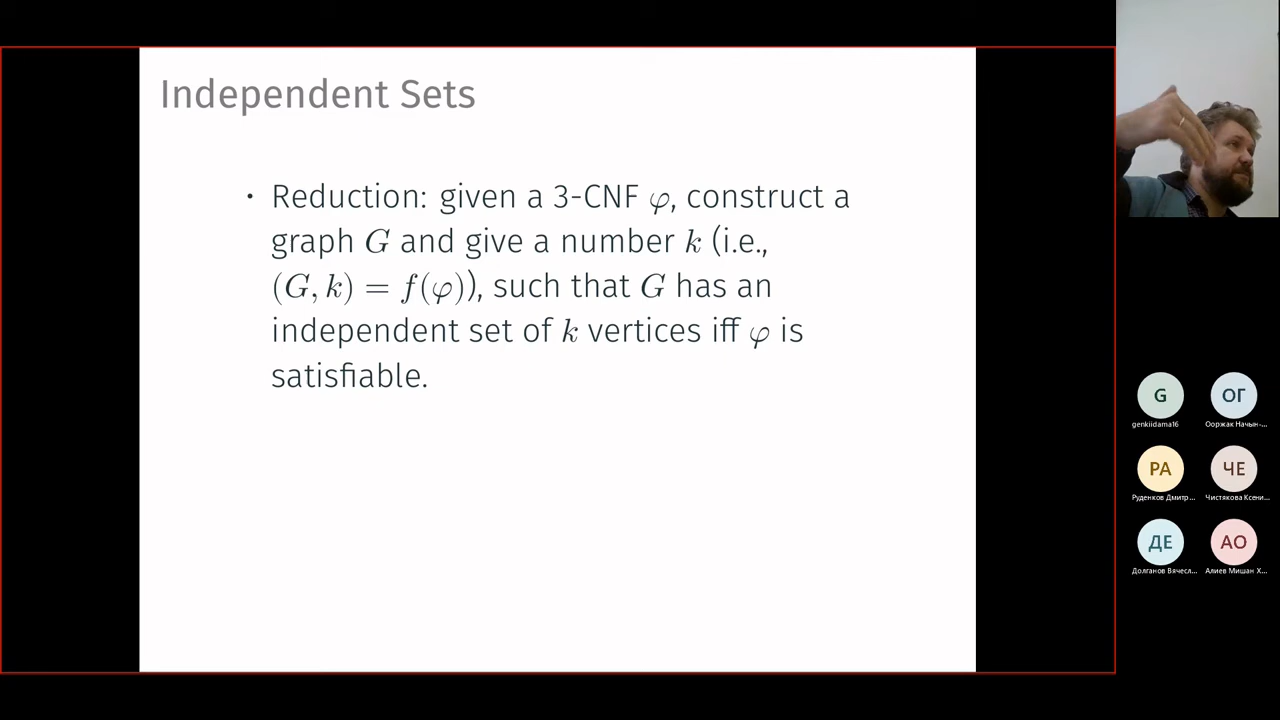 Independent Sets
• Reduction: given a 3-CNF φ, construct a
graph G and give a number k (i.e.,
(G, k) = f(φ)), such that G has an
independent set of k vertices iff φ is
satisfiable.
G
ОГ
genkiidama16
Ооржак Начын-...
РА
ЧЕ
Руденков Дмитр...
Чистякова Ксени...
ДЕ
АО
Долганов Вячесл...
Алиев Мишан Х...